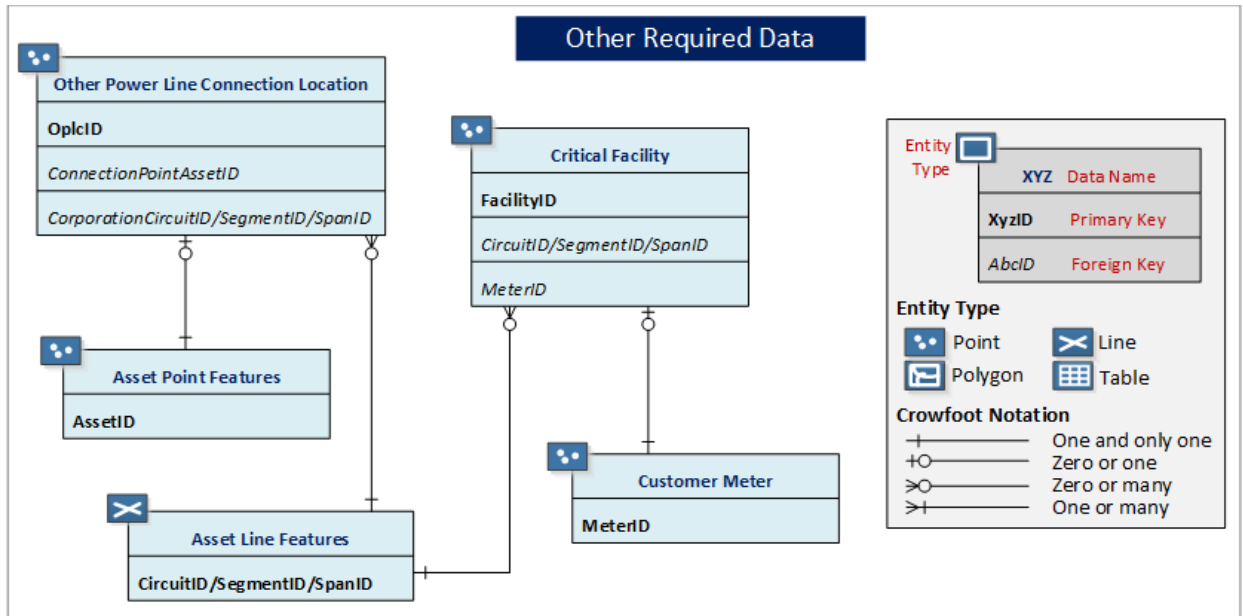 Other Required Data
Other Power Line Connection Location
OplcID
ConnectionPointAssetID
CorporationCircuitID/SegmentID/SpanID
Critical Facility
FacilityID
CircuitID/SegmentID/SpanID
MeterID
Asset Point Features
AssetID
Customer Meter
MeterID
Asset Line Features
CircuitID/SegmentID/SpanID
Entity
Type
XYZ Data Name
XyzID Primary Key
AbcID Foreign Key
Entity Type
Point Line
Polygon Table
Crowfoot Notation
One and only one
Zero or one
Zero or many
One or many